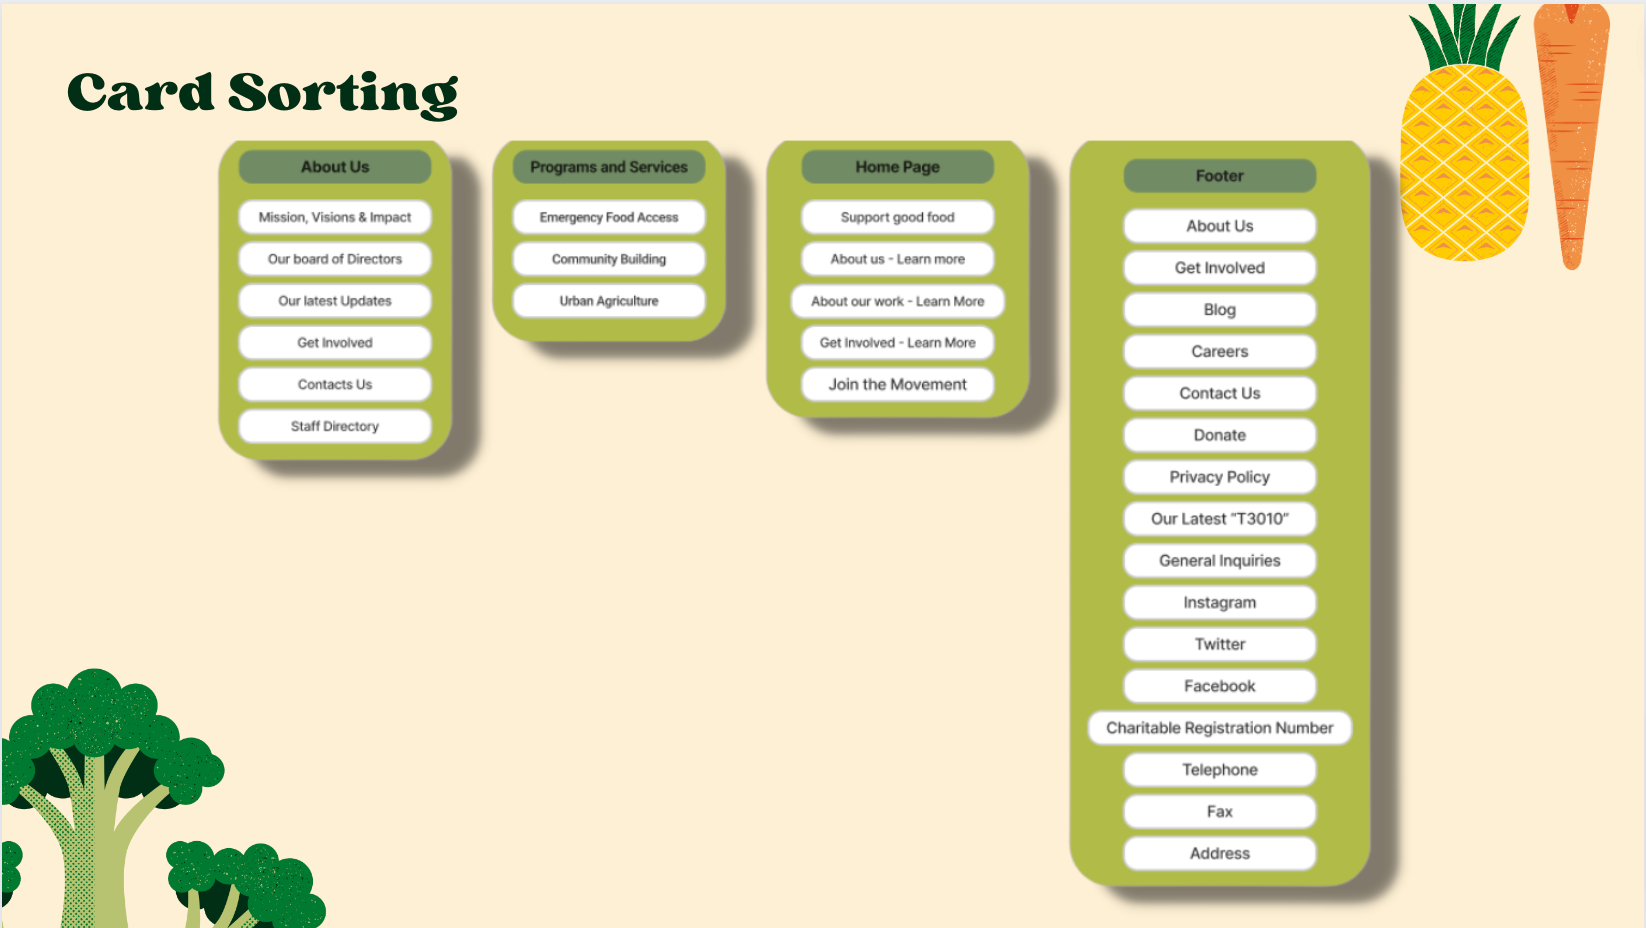 Card Sorting
About Us
Mission, Visions & Impact
Our board of Directors
Our latest Updates
Get Involved
Contacts Us
Staff Directory
Programs and Services
Emergency Food Access
Community Building
Urban Agriculture
Home Page
Support good food
About us - Learn more
About our work - Learn More
Get Involved - Learn More
Join the Movement
Footer
About Us
Get Involved
Blog
Careers
Contact Us
Donate
Privacy Policy
Our Latest "T3010"
General Inquiries
Instagram
Twitter
Facebook
Charitable Registration Number
Telephone
Fax
Address